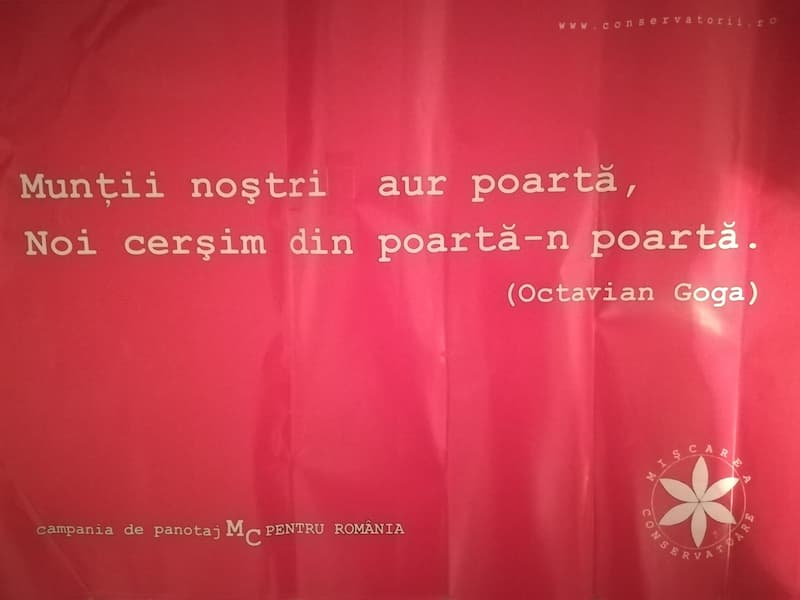 www.conservatorii.ro
Munții noştri aur poartă,
Noi cerşim din poartă-n poartă.
(Octavian Goga)
MIȘCAREA
CONSERVATOARE
campania de panotaj MC PENTRU ROMÂNIA